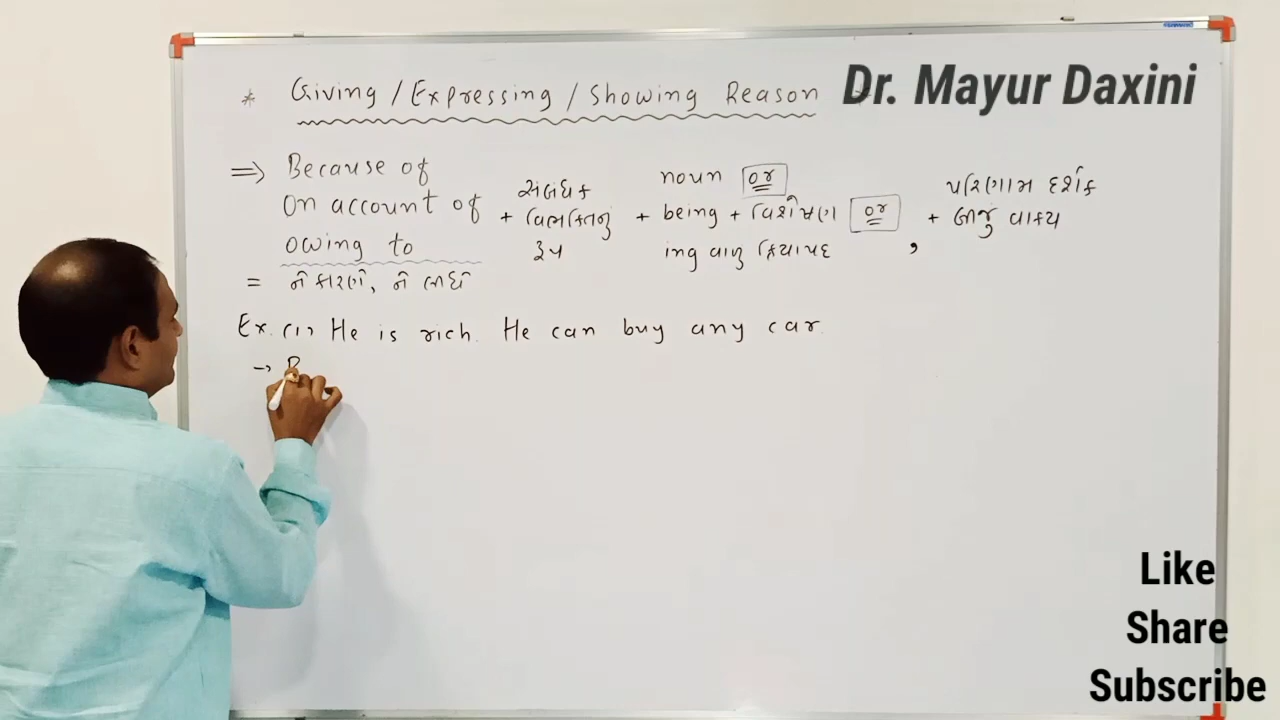 * Giving / Expressing / Showing Reason
Dr. Mayur Daxini
⇒ Because of
On account of
owing to
+ સંબંધક
વિભક્તિનું
રૂપ
+ noun or
being + વિશેષણ or
ing વાળુ ક્રિયાપદ
, + પરિણામ દર્શક
બીજુ વાક્ય
= ને કારણે, ને લીધે
Ex. (1) He is rich. He can buy any car.
→ B
Like
Share
Subscribe